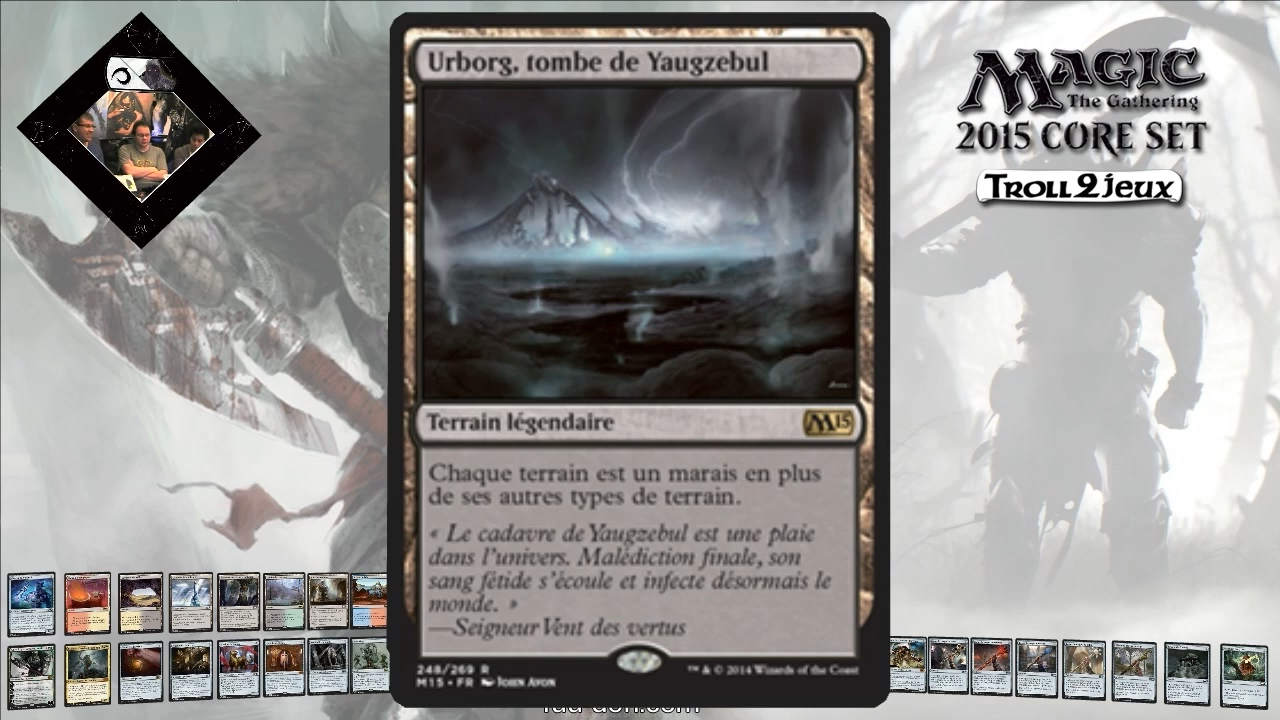 Urborg, tombe de Yaugzebul
MAGIC
The Gathering
2015 CORE SET
TROLL2JEUX
Terrain légendaire
M15
Chaque terrain est un marais en plus
de ses autres types de terrain.
« Le cadavre de Yaugzebul est une plaie
dans l'univers. Malédiction finale, son
sang fétide s'écoule et infecte désormais le
monde. »
—Seigneur Vent des vertus
248/269 R
M15 • FR JOHN AVON
™ & © 2014 Wizards of the Coast